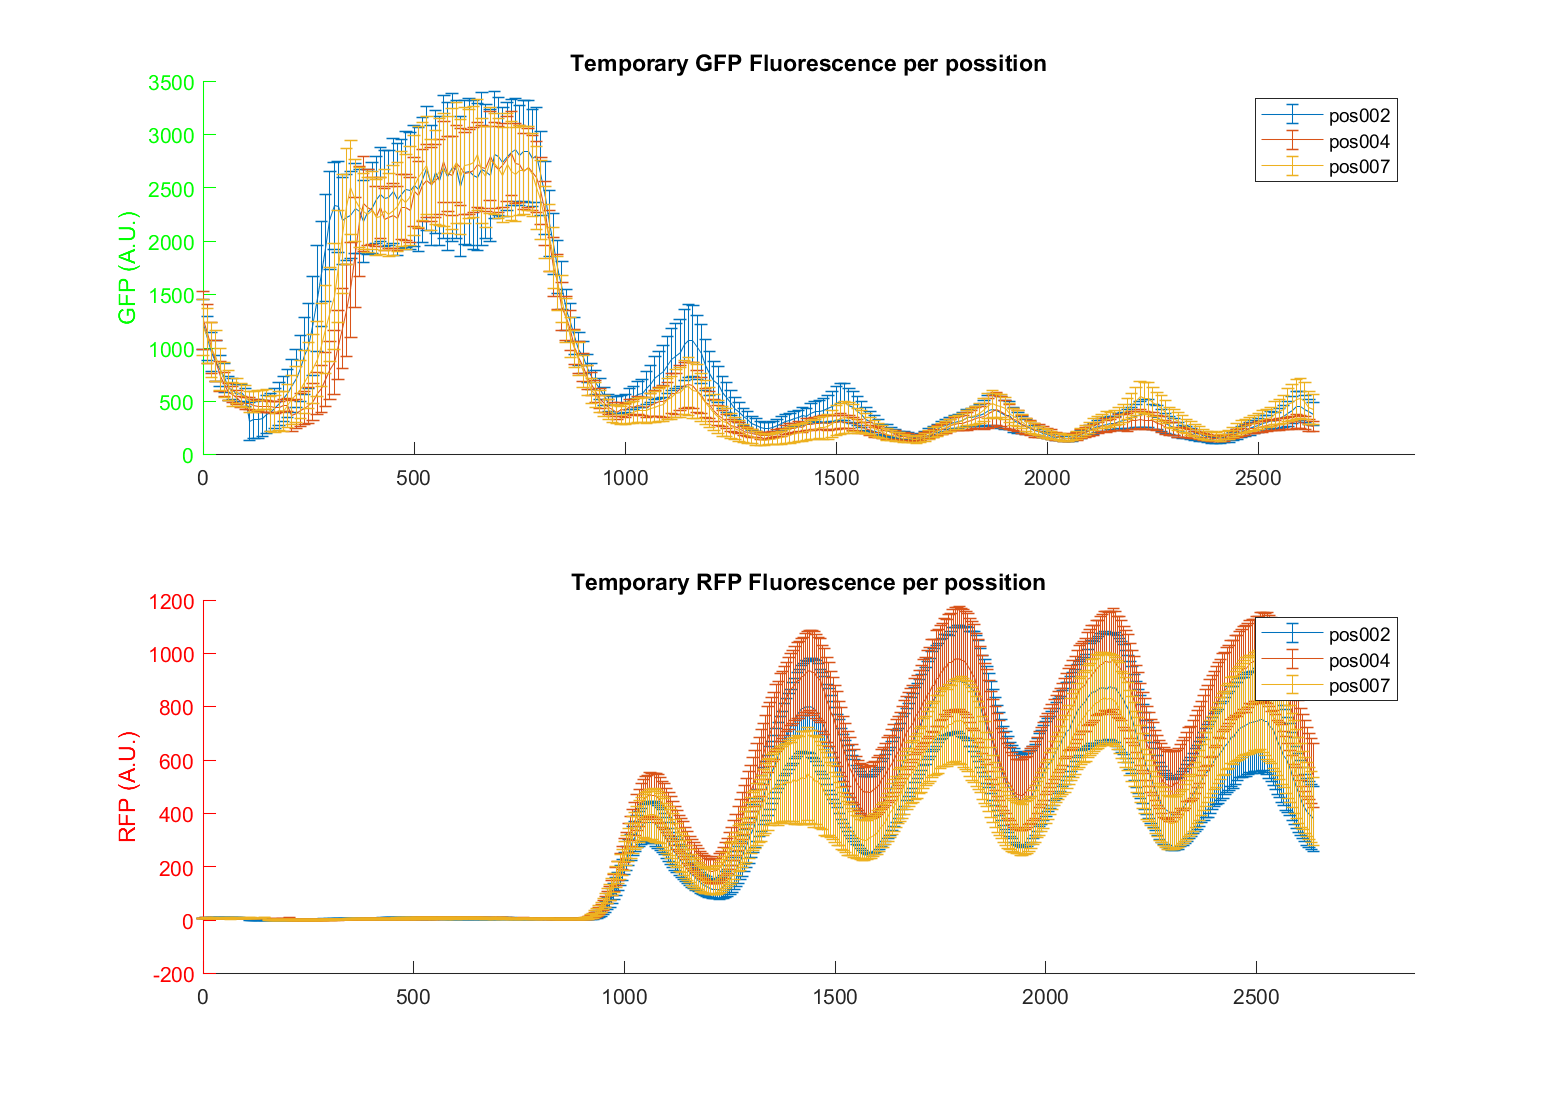 Temporary GFP Fluorescence per possition
GFP (A.U.)
3500
3000
2500
2000
1500
1000
500
0
0 500 1000 1500 2000 2500
pos002
pos004
pos007
Temporary RFP Fluorescence per possition
RFP (A.U.)
1200
1000
800
600
400
200
0
-200
0 500 1000 1500 2000 2500
pos002
pos004
pos007